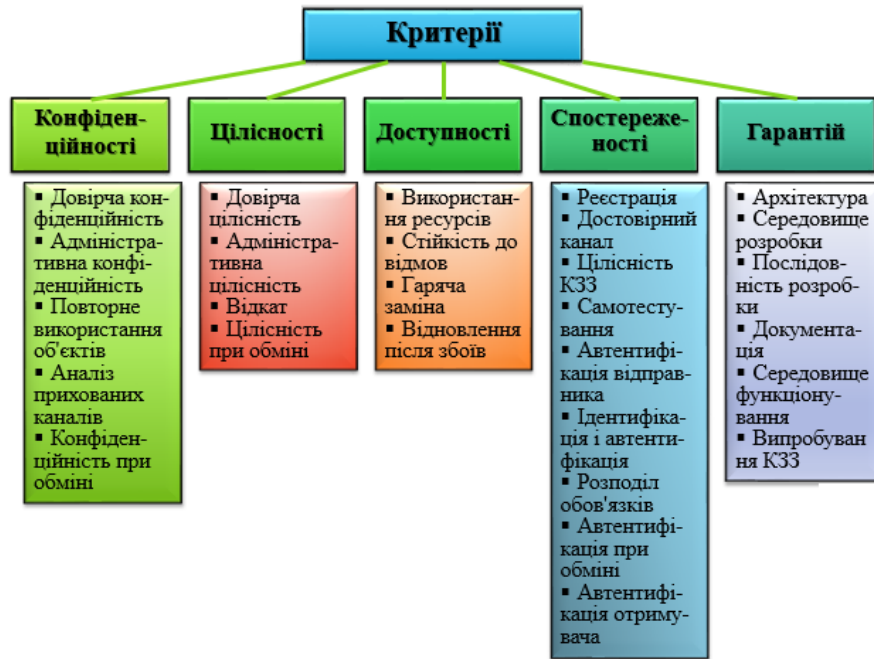 Критерії
Конфіден-
ційності
▪ Довірча кон-
фіденційність
▪ Адміністра-
тивна конфі-
денційність
▪ Повторне
використання
об'єктів
▪ Аналіз
прихованих
каналів
▪ Конфіден-
ційність при
обміні
Цілісності
▪ Довірча
цілісність
▪ Адміністра-
тивна
цілісність
▪ Відкат
▪ Цілісність
при обміні
Доступності
▪ Використан-
ня ресурсів
▪ Стійкість до
відмов
▪ Гаряча
заміна
▪ Відновлення
після збоїв
Спостереже-
ності
▪ Реєстрація
▪ Достовірний
канал
▪ Цілісність
КЗЗ
▪ Самотесту-
вання
▪ Автентифі-
кація відправ-
ника
▪ Ідентифіка-
ція і автенти-
фікація
▪ Розподіл
обов'язків
▪ Автентифі-
кація при
обміні
▪ Автентифі-
кація отриму-
вача
Гарантій
▪ Архітектура
▪ Середовище
розробки
▪ Послідов-
ність розроб-
ки
▪ Документа-
ція
▪ Середовище
функціону-
вання
▪ Випробуван
ня КЗЗ